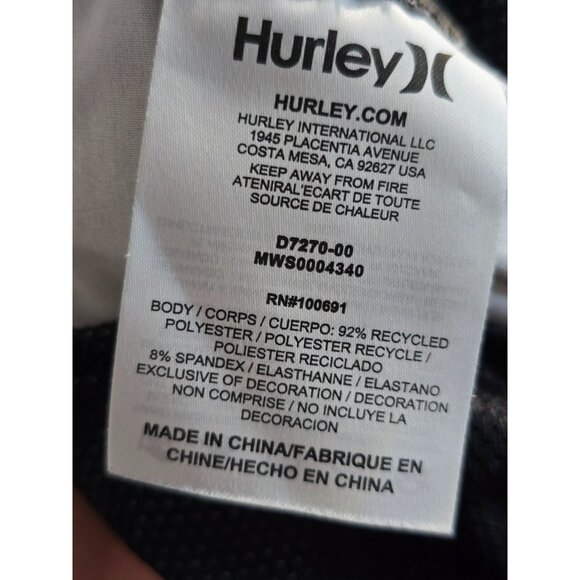 Hurley
HURLEY.COM
HURLEY INTERNATIONAL LLC
1945 PLACENTIA AVENUE
COSTA MESA, CA 92627 USA
KEEP AWAY FROM FIRE
ATENIRAL'ECART DE TOUTE
SOURCE DE CHALEUR
D7270-00
MWS0004340
RN#100691
BODY / CORPS / CUERPO: 92% RECYCLED
POLYESTER / POLYESTER RECYCLE /
POLIESTER RECICLADO
8% SPANDEX / ELASTHANNE / ELASTANO
EXCLUSIVE OF DECORATION / DECORATION
NON COMPRISE / NO INCLUYE LA
DECORACION
MADE IN CHINA/FABRIQUE EN
CHINE/HECHO EN CHINA